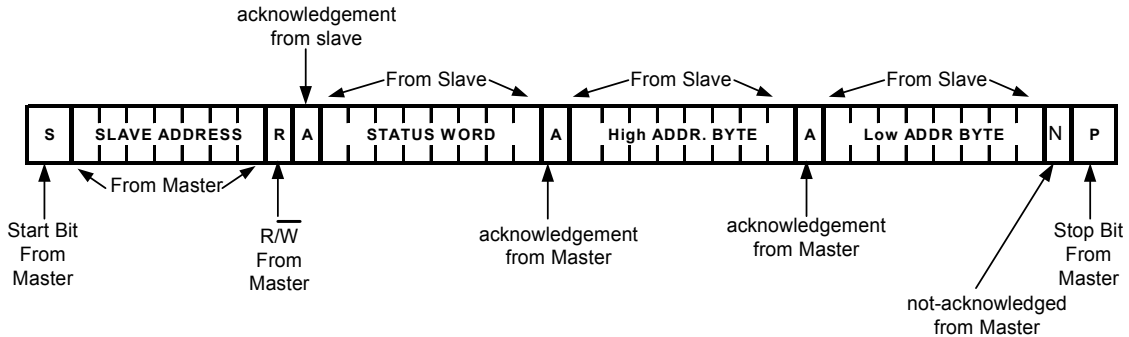 acknowledgement
from slave
From Slave
From Slave
From Slave
S
SLAVE ADDRESS
R
A
STATUS WORD
A
High ADDR. BYTE
A
Low ADDR BYTE
N
P
From Master
Start Bit
From
Master
R/W
From
Master
acknowledgement
from Master
acknowledgement
from Master
Stop Bit
From
Master
not-acknowledged
from Master